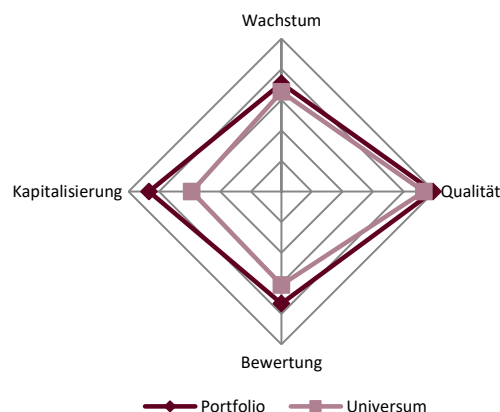 Wachstum
Kapitalisierung
Qualität
Bewertung
Portfolio
Universum